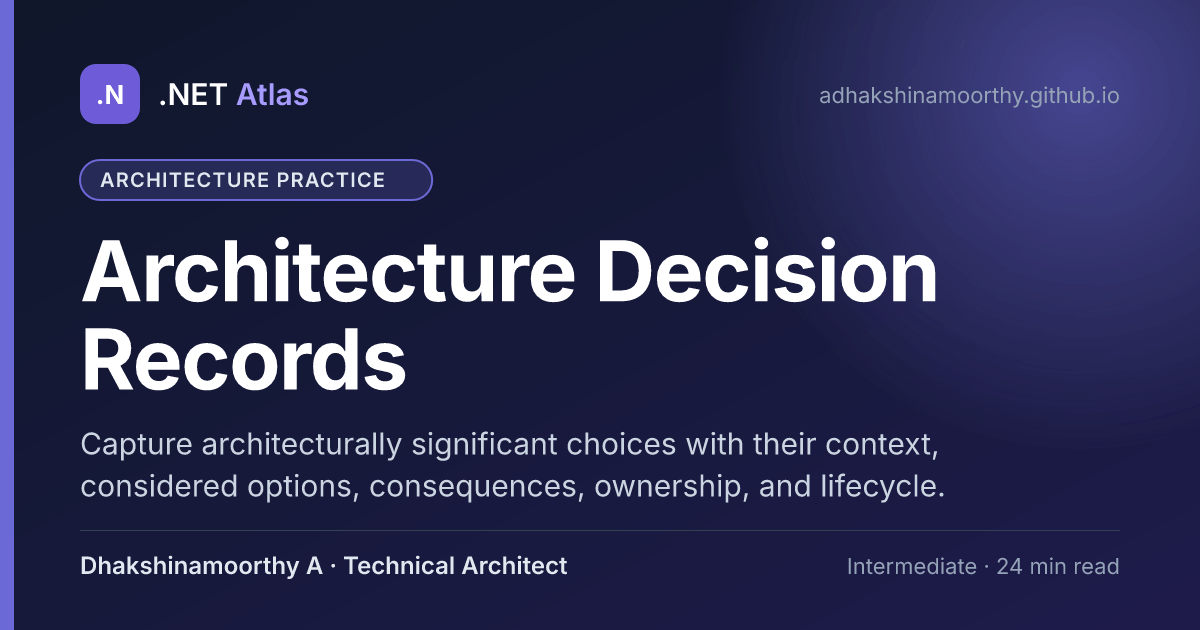 .N
.NET Atlas
adhakshinamoorthy.github.io
ARCHITECTURE PRACTICE
Architecture Decision
Records
Capture architecturally significant choices with their context,
considered options, consequences, ownership, and lifecycle.
Dhakshinamoorthy A · Technical Architect
Intermediate · 24 min read